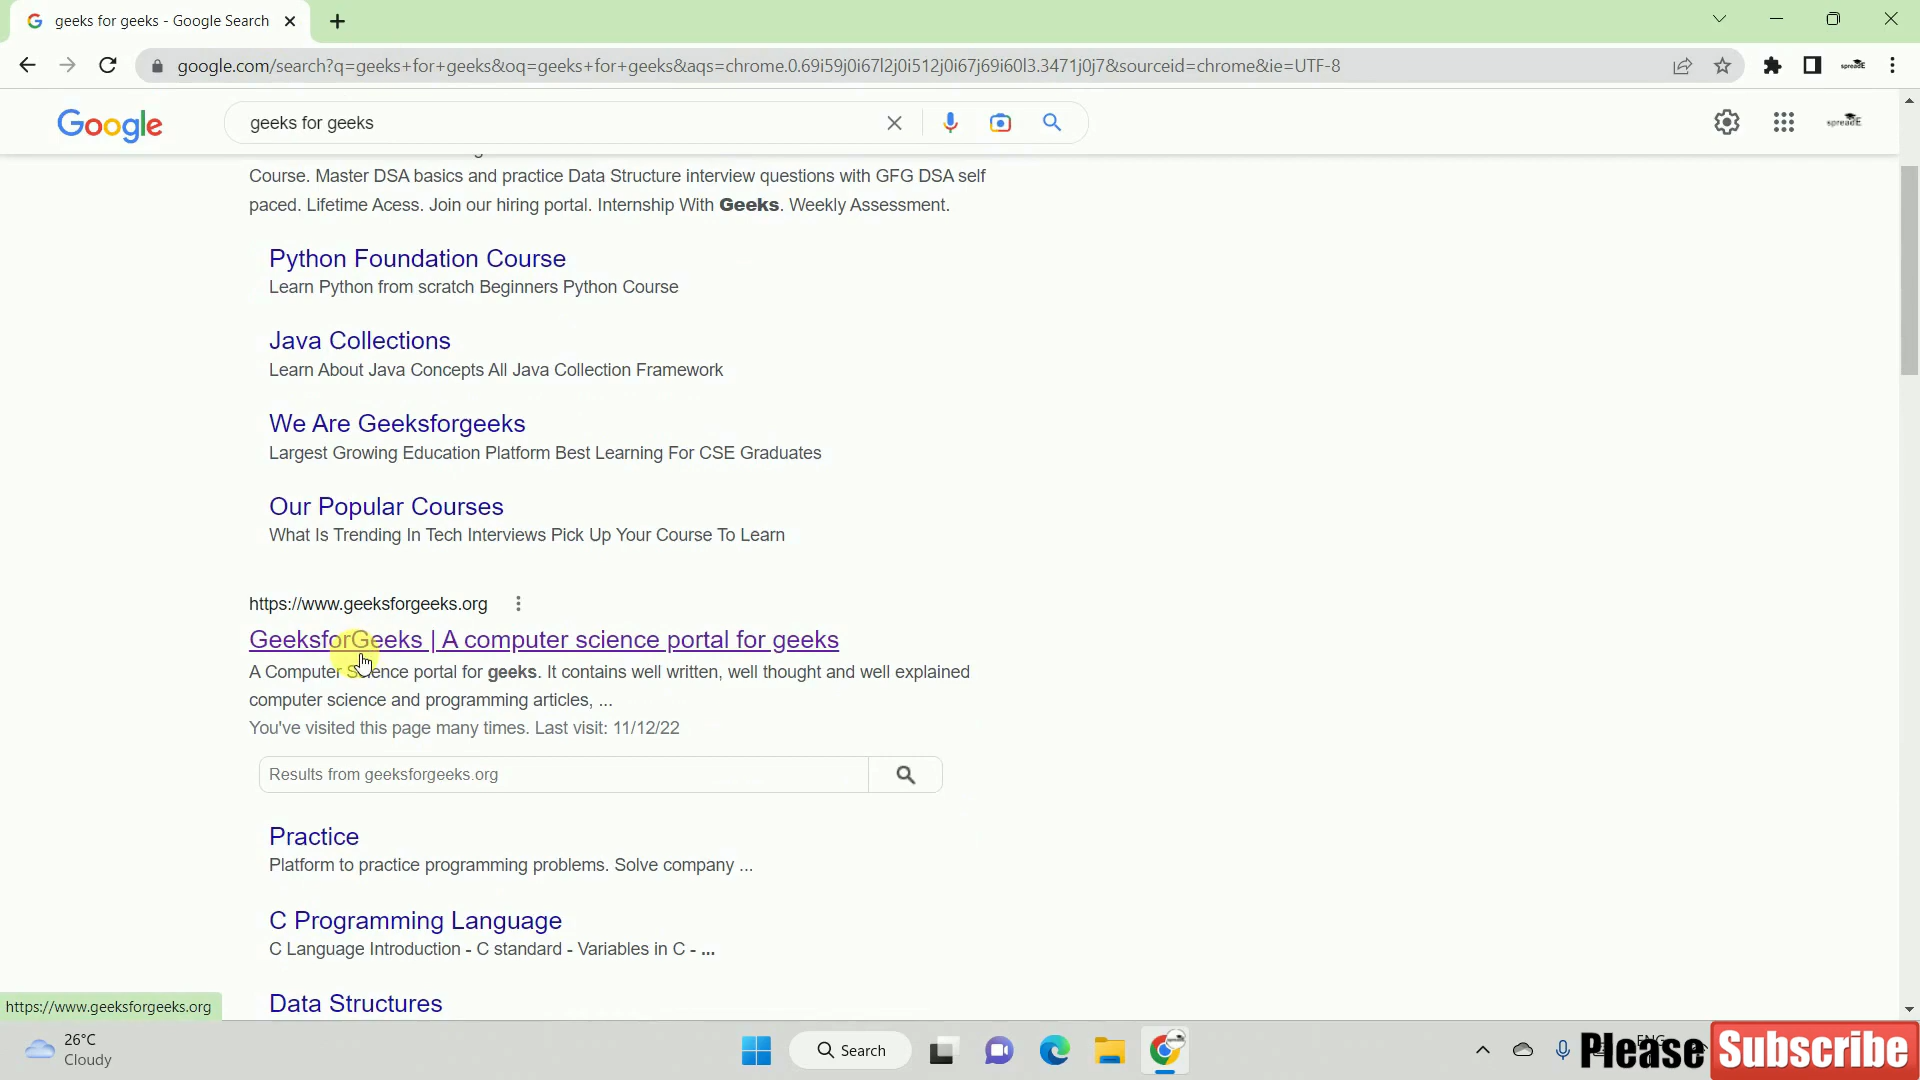 geeks for geeks - Google Search
google.com/search?q=geeks+for+geeks&oq=geeks+for+geeks&aqs=chrome.0.69i59j0i67l2j0i512j0i67j69i60l3.3471j0j7&sourceid=chrome&ie=UTF-8
spreadE
Google
geeks for geeks
spreadE
Course. Master DSA basics and practice Data Structure interview questions with GFG DSA self
paced. Lifetime Acess. Join our hiring portal. Internship With Geeks. Weekly Assessment.
Python Foundation Course
Learn Python from scratch Beginners Python Course
Java Collections
Learn About Java Concepts All Java Collection Framework
We Are Geeksforgeeks
Largest Growing Education Platform Best Learning For CSE Graduates
Our Popular Courses
What Is Trending In Tech Interviews Pick Up Your Course To Learn
https://www.geeksforgeeks.org
GeeksforGeeks | A computer science portal for geeks
A Computer Science portal for geeks. It contains well written, well thought and well explained
computer science and programming articles, ...
You've visited this page many times. Last visit: 11/12/22
Results from geeksforgeeks.org
Practice
Platform to practice programming problems. Solve company ...
C Programming Language
C Language Introduction - C standard - Variables in C - ...
Data Structures
https://www.geeksforgeeks.org
26°C
Cloudy
Search
ENG
Please Subscribe